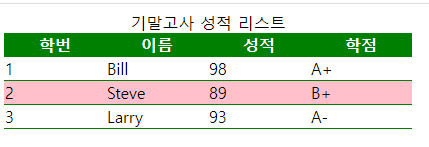 기말고사 성적 리스트
학번 이름 성적 학점
1 Bill 98 A+
2 Steve 89 B+
3 Larry 93 A-